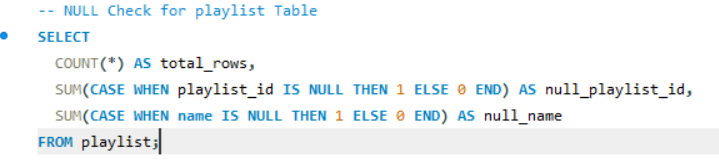 -- NULL Check for playlist Table
SELECT
COUNT(*) AS total_rows,
SUM(CASE WHEN playlist_id IS NULL THEN 1 ELSE 0 END) AS null_playlist_id,
SUM(CASE WHEN name IS NULL THEN 1 ELSE 0 END) AS null_name
FROM playlist;